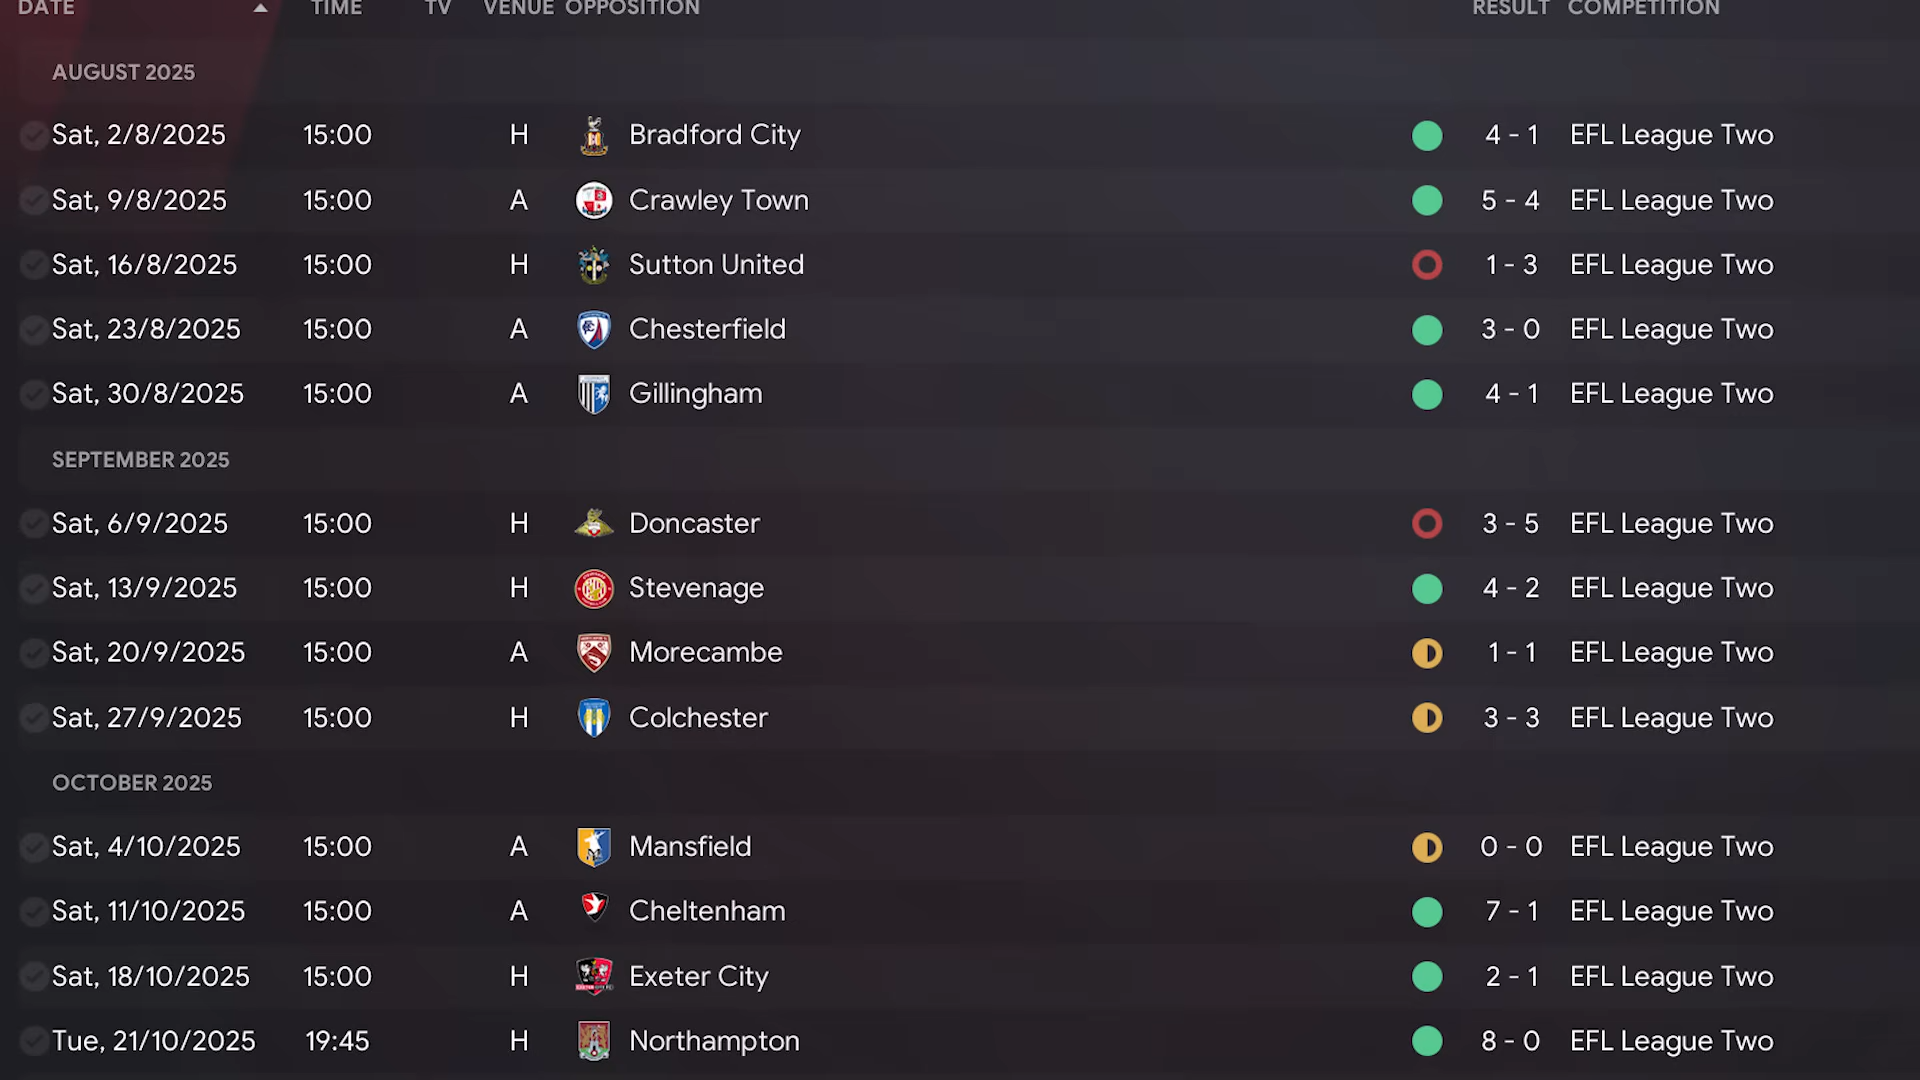 DATE TIME TV VENUE OPPOSITION RESULT COMPETITION
AUGUST 2025
Sat, 2/8/2025 15:00 H Bradford City 4 - 1 EFL League Two
Sat, 9/8/2025 15:00 A Crawley Town 5 - 4 EFL League Two
Sat, 16/8/2025 15:00 H Sutton United 1 - 3 EFL League Two
Sat, 23/8/2025 15:00 A Chesterfield 3 - 0 EFL League Two
Sat, 30/8/2025 15:00 A Gillingham 4 - 1 EFL League Two
SEPTEMBER 2025
Sat, 6/9/2025 15:00 H Doncaster 3 - 5 EFL League Two
Sat, 13/9/2025 15:00 H Stevenage 4 - 2 EFL League Two
Sat, 20/9/2025 15:00 A Morecambe 1 - 1 EFL League Two
Sat, 27/9/2025 15:00 H Colchester 3 - 3 EFL League Two
OCTOBER 2025
Sat, 4/10/2025 15:00 A Mansfield 0 - 0 EFL League Two
Sat, 11/10/2025 15:00 A Cheltenham 7 - 1 EFL League Two
Sat, 18/10/2025 15:00 H Exeter City 2 - 1 EFL League Two
Tue, 21/10/2025 19:45 H Northampton 8 - 0 EFL League Two